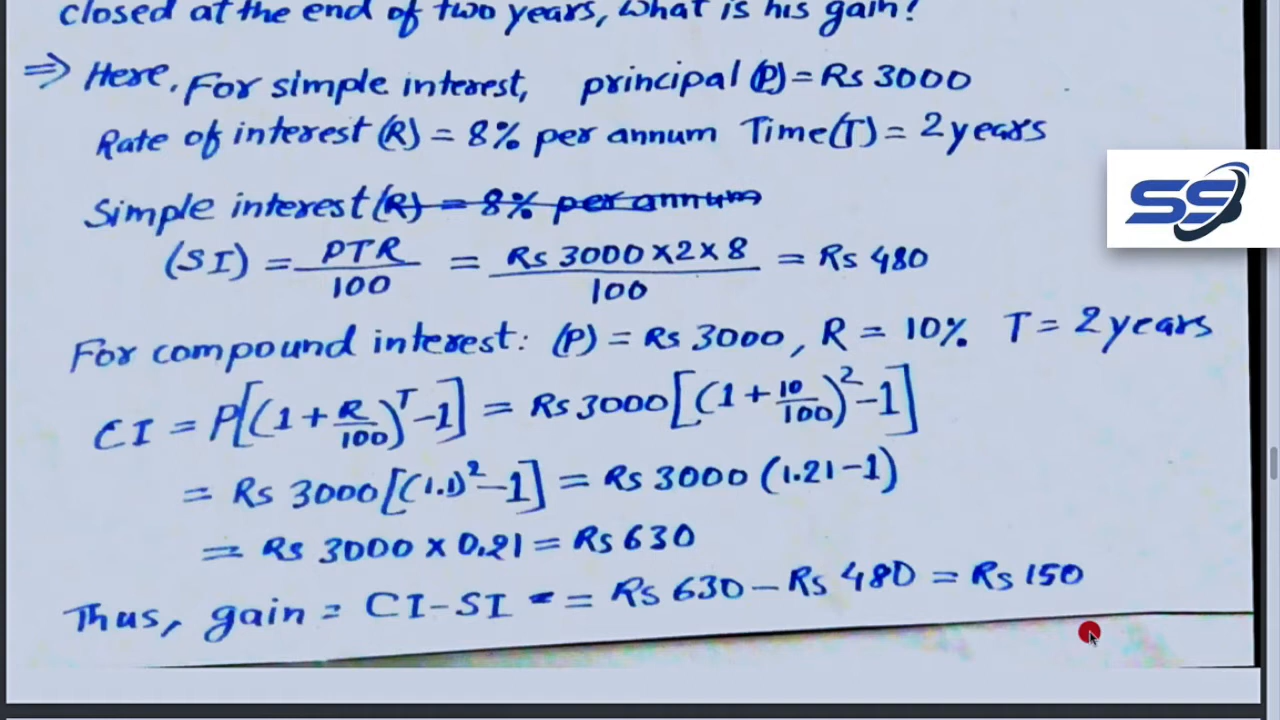 closed at the end of two years, What is his gain?
⇒ Here, For simple interest, principal (P) = Rs 3000
Rate of interest (R) = 8% per annum Time(T) = 2 years
Simple interest (R) = 8% per annum
(SI) = PTR/100 = Rs 3000×2×8/100 = Rs 480
For compound interest: (P) = Rs 3000, R = 10% T = 2 years
CI = P[(1+R/100)^T-1] = Rs 3000[(1+10/100)^2-1]
= Rs 3000[(1.1)^2-1] = Rs 3000 (1.21-1)
= Rs 3000 × 0.21 = Rs 630
Thus, gain = CI-SI = = Rs 630 - Rs 480 = Rs 150
SS